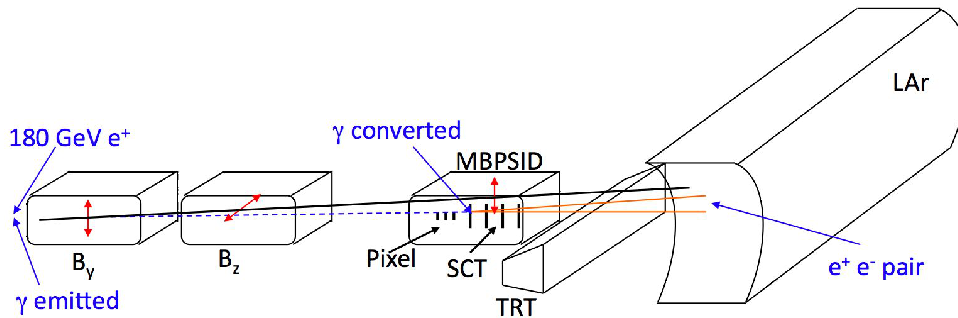 LAr
180 GeV e⁺
γ converted
MBPSID
B_y
B_z
Pixel
SCT
TRT
γ emitted
e⁺ e⁻ pair